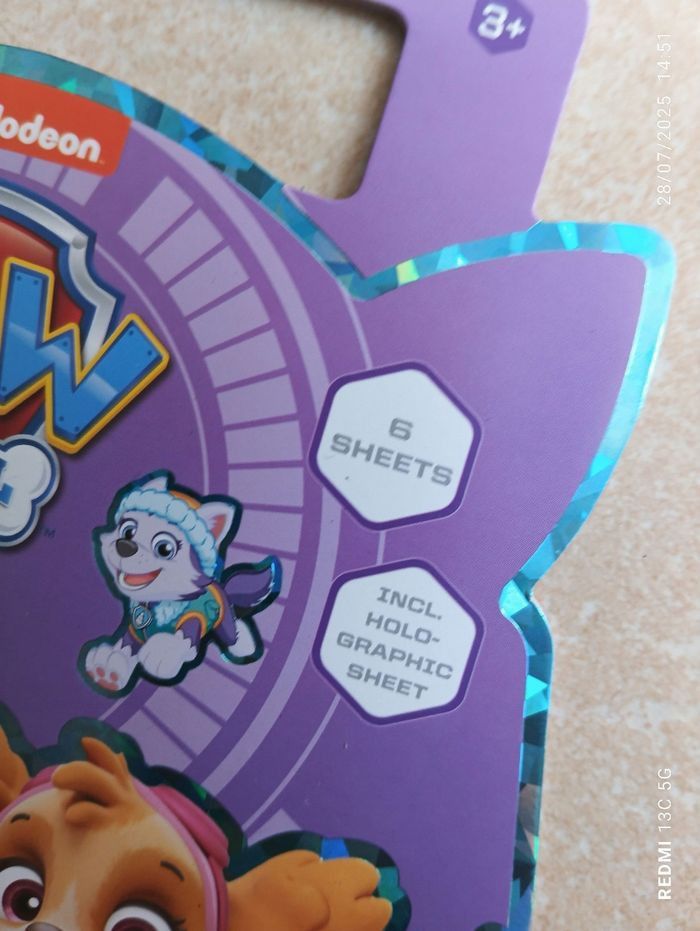 3+
lodeon
W
6
SHEETS
INCL.
HOLO-
GRAPHIC
SHEET
28/07/2025 14:51
REDMI 13C 5G